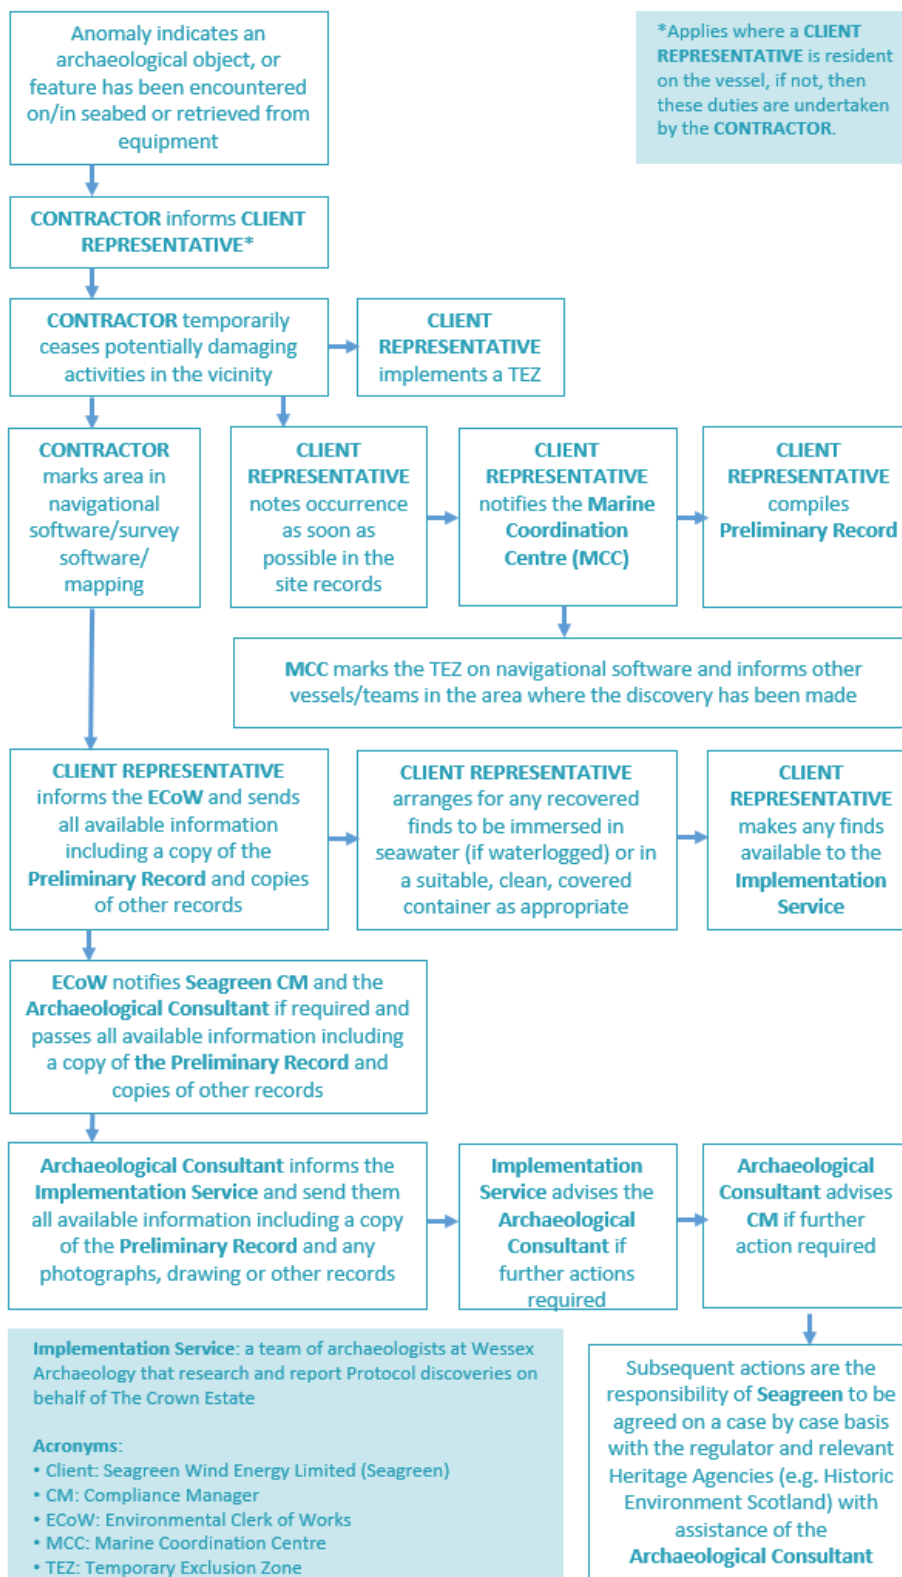 Anomaly indicates an
archaeological object, or
feature has been encountered
on/in seabed or retrieved from
equipment
*Applies where a CLIENT
REPRESENTATIVE is resident
on the vessel, if not, then
these duties are undertaken
by the CONTRACTOR.
CONTRACTOR informs CLIENT
REPRESENTATIVE*
CONTRACTOR temporarily
ceases potentially damaging
activities in the vicinity
CLIENT
REPRESENTATIVE
implements a TEZ
CONTRACTOR
marks area in
navigational
software/survey
software/
mapping
CLIENT
REPRESENTATIVE
notes occurrence
as soon as
possible in the
site records
CLIENT
REPRESENTATIVE
notifies the Marine
Coordination
Centre (MCC)
CLIENT
REPRESENTATIVE
compiles
Preliminary Record
MCC marks the TEZ on navigational software and informs other
vessels/teams in the area where the discovery has been made
CLIENT REPRESENTATIVE
informs the ECoW and sends
all available information
including a copy of the
Preliminary Record and copies
of other records
CLIENT REPRESENTATIVE
arranges for any recovered
finds to be immersed in
seawater (if waterlogged) or in
a suitable, clean, covered
container as appropriate
CLIENT
REPRESENTATIVE
makes any finds
available to the
Implementation
Service
ECoW notifies Seagreen CM and the
Archaeological Consultant if required and
passes all available information including
a copy of the Preliminary Record and
copies of other records
Archaeological Consultant informs the
Implementation Service and send them
all available information including a copy
of the Preliminary Record and any
photographs, drawing or other records
Implementation
Service advises the
Archaeological
Consultant if
further actions
required
Archaeological
Consultant advises
CM if further
action required
Implementation Service: a team of archaeologists at Wessex
Archaeology that research and report Protocol discoveries on
behalf of The Crown Estate
Acronyms:
• Client: Seagreen Wind Energy Limited (Seagreen)
• CM: Compliance Manager
• ECoW: Environmental Clerk of Works
• MCC: Marine Coordination Centre
• TEZ: Temporary Exclusion Zone
Subsequent actions are the
responsibility of Seagreen to be
agreed on a case by case basis
with the regulator and relevant
Heritage Agencies (e.g. Historic
Environment Scotland) with
assistance of the
Archaeological Consultant